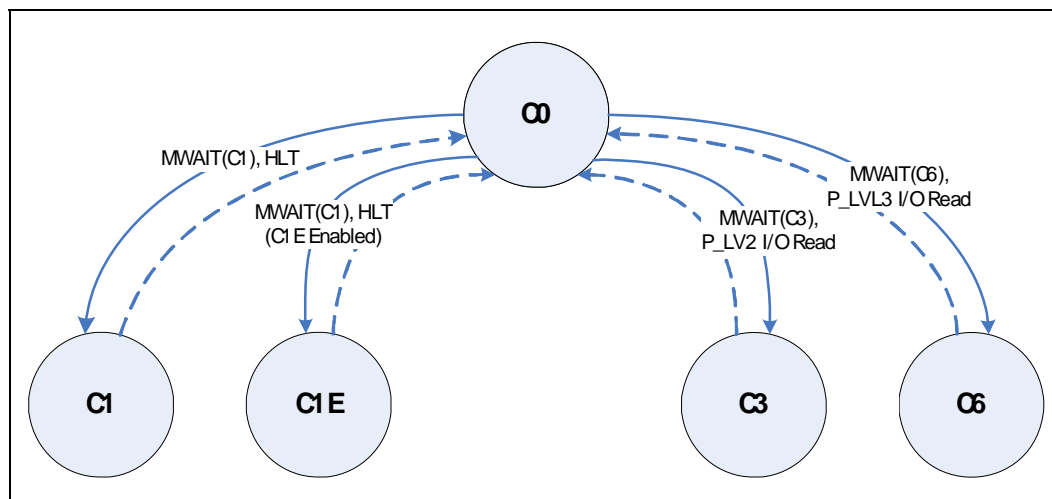 C0
MWAIT(C1), HLT
MWAIT(C1), HLT
(C1E Enabled)
MWAIT(C3),
P_LV2 I/O Read
MWAIT(C6),
P_LVL3 I/O Read
C1
C1E
C3
C6